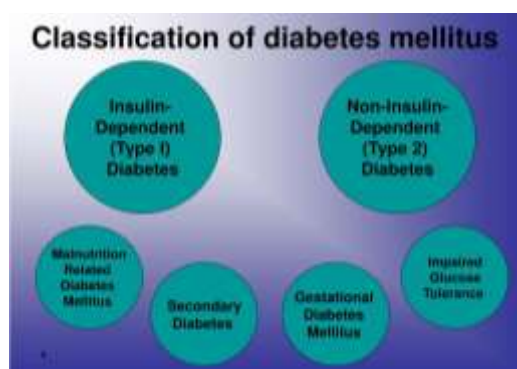 Classification of diabetes mellitus
Insulin-
Dependent
(Type I)
Diabetes
Non-Insulin-
Dependent
(Type 2)
Diabetes
Malnutrition
Related
Diabetes
Mellitus
Secondary
Diabetes
Gestational
Diabetes
Mellitus
Impaired
Glucose
Tolerance